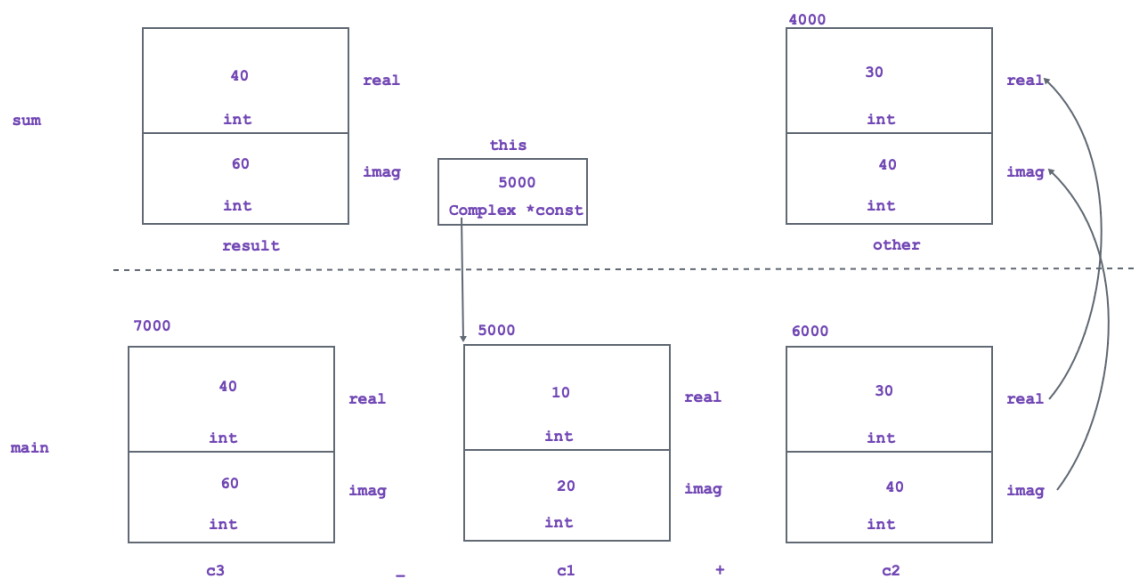 4000
40 real 30 real
sum int this int
60 imag 5000 40 imag
int Complex *const int
result other
7000 5000 6000
40 real 10 real 30 real
main int int int
60 imag 20 imag 40 imag
int int int
c3 _ c1 + c2